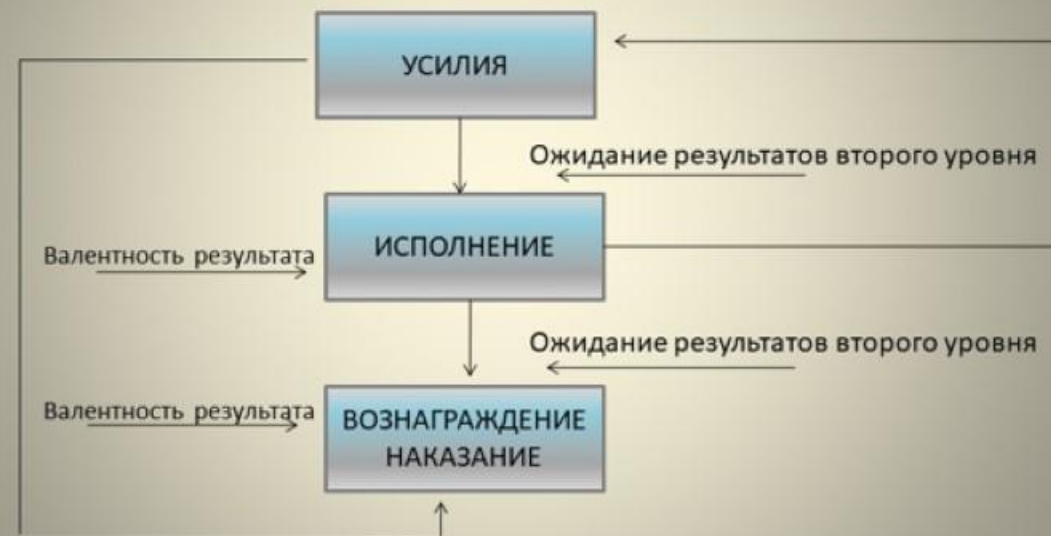 УСИЛИЯ
Ожидание результатов второго уровня
ИСПОЛНЕНИЕ
Валентность результата
Ожидание результатов второго уровня
Валентность результата
ВОЗНАГРАЖДЕНИЕ
НАКАЗАНИЕ